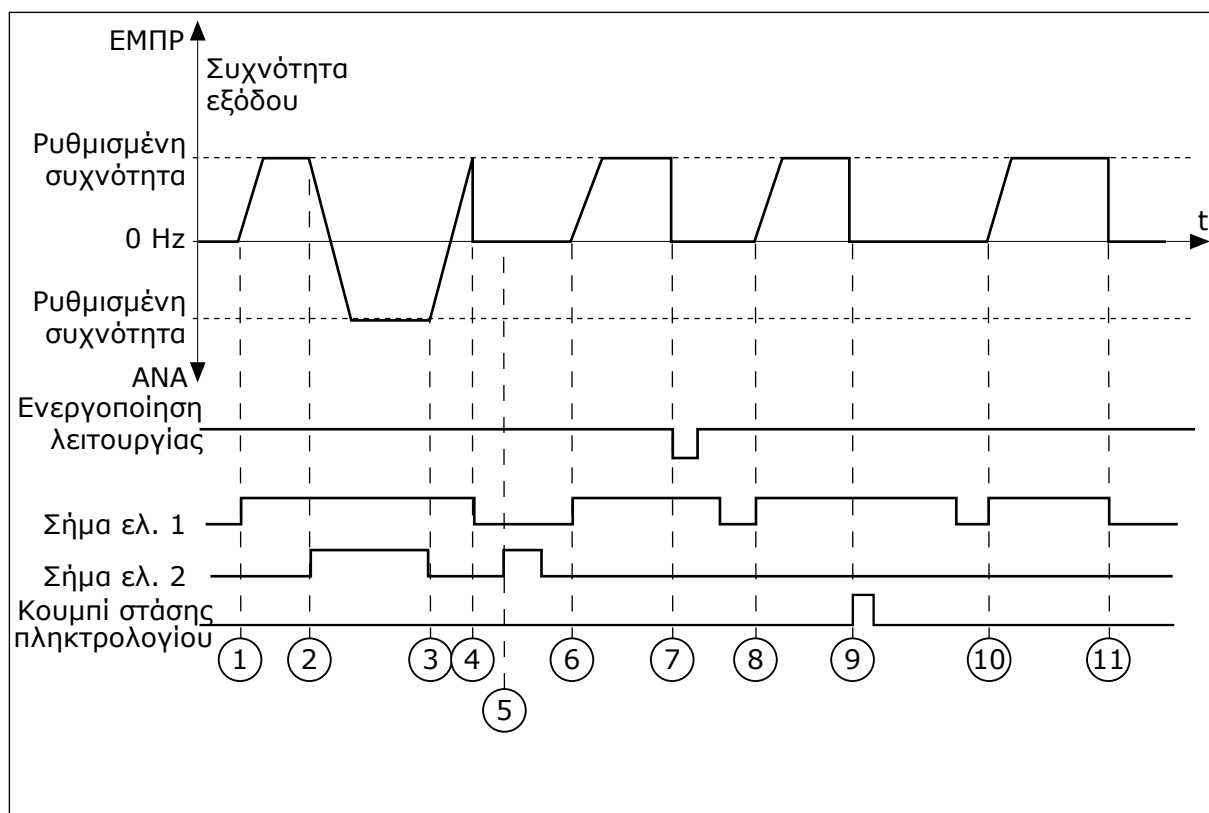 ΕΜΠΡ
Συχνότητα
εξόδου
Ρυθμισμένη
συχνότητα
0 Hz
t
Ρυθμισμένη
συχνότητα
ΑΝΑ
Ενεργοποίηση
λειτουργίας
Σήμα ελ. 1
Σήμα ελ. 2
Κουμπί στάσης
πληκτρολογίου
1 2 3 4 6 7 8 9 10 11
5